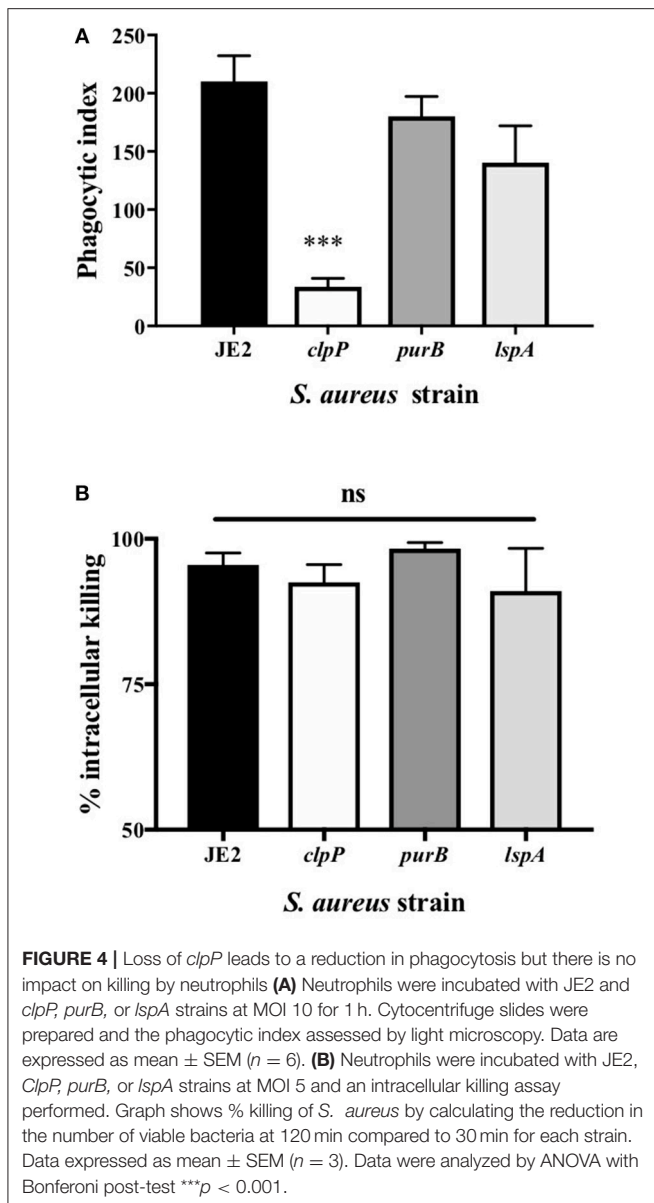 A
250
200
150
100
50
0
Phagocytic index
***
JE2 clpP purB lspA
S. aureus strain
B
ns
100
75
50
% intracellular killing
JE2 clpP purB lspA
S. aureus strain
FIGURE 4 | Loss of clpP leads to a reduction in phagocytosis but there is no
impact on killing by neutrophils (A) Neutrophils were incubated with JE2 and
clpP, purB, or lspA strains at MOI 10 for 1 h. Cytocentrifuge slides were
prepared and the phagocytic index assessed by light microscopy. Data are
expressed as mean ± SEM (n = 6). (B) Neutrophils were incubated with JE2,
ClpP, purB, or lspA strains at MOI 5 and an intracellular killing assay
performed. Graph shows % killing of S. aureus by calculating the reduction in
the number of viable bacteria at 120 min compared to 30 min for each strain.
Data expressed as mean ± SEM (n = 3). Data were analyzed by ANOVA with
Bonferoni post-test ***p < 0.001.